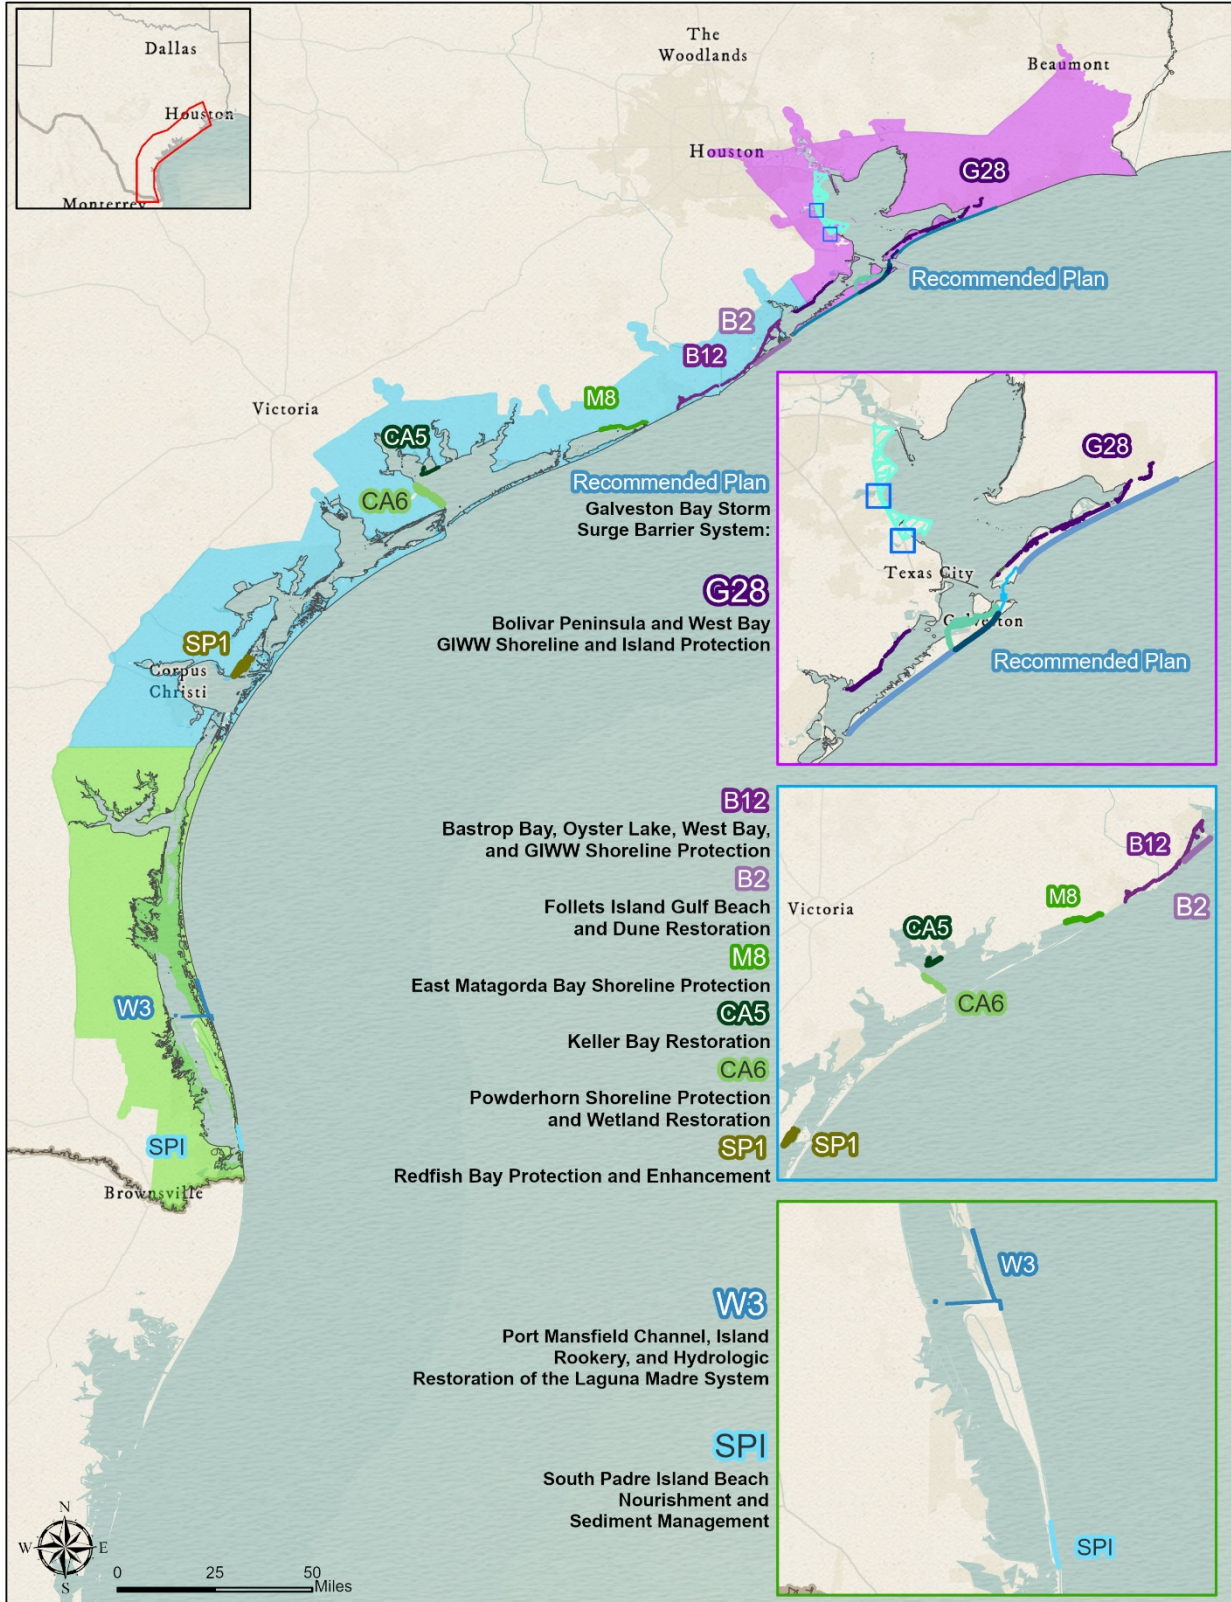 Dallas
Houston
Monterrey
The
Woodlands
Beaumont
Houston
G28
Recommended Plan
B2
B12
M8
Victoria
CA5
CA6
Recommended Plan
Galveston Bay Storm
Surge Barrier System:
G28
Bolivar Peninsula and West Bay
GIWW Shoreline and Island Protection
SP1
Corpus
Christi
G28
Texas City
Galveston
Recommended Plan
B12
Bastrop Bay, Oyster Lake, West Bay,
and GIWW Shoreline Protection
B2
Follets Island Gulf Beach
and Dune Restoration
M8
East Matagorda Bay Shoreline Protection
CA5
Keller Bay Restoration
CA6
Powderhorn Shoreline Protection
and Wetland Restoration
SP1
Redfish Bay Protection and Enhancement
B12
Victoria
M8
B2
CA5
CA6
SP1
W3
SPI
Brownsville
W3
Port Mansfield Channel, Island
Rookery, and Hydrologic
Restoration of the Laguna Madre System
SPI
South Padre Island Beach
Nourishment and
Sediment Management
W3
SPI
N
W E
S
0 25 50
Miles